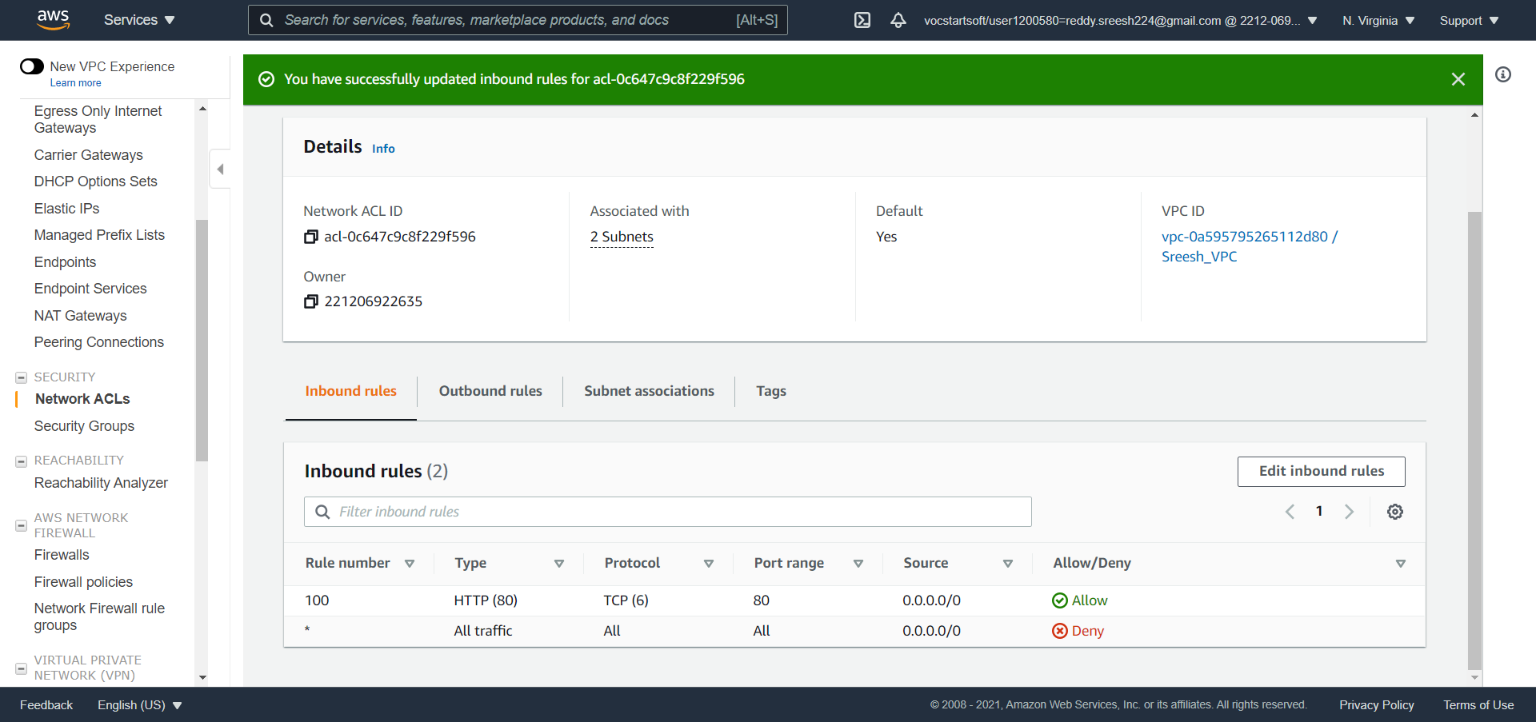 aws
Services
Search for services, features, marketplace products, and docs [Alt+S]
vocstartsoft/user1200580=reddy.sreesh224@gmail.com @ 2212-069...
N. Virginia
Support
New VPC Experience
Learn more
Egress Only Internet
Gateways
Carrier Gateways
DHCP Options Sets
Elastic IPs
Managed Prefix Lists
Endpoints
Endpoint Services
NAT Gateways
Peering Connections
SECURITY
Network ACLs
Security Groups
REACHABILITY
Reachability Analyzer
AWS NETWORK
FIREWALL
Firewalls
Firewall policies
Network Firewall rule
groups
VIRTUAL PRIVATE
NETWORK (VPN)
You have successfully updated inbound rules for acl-0c647c9c8f229f596
Details Info
Network ACL ID
acl-0c647c9c8f229f596
Owner
221206922635
Associated with
2 Subnets
Default
Yes
VPC ID
vpc-0a595795265112d80 /
Sreesh_VPC
Inbound rules Outbound rules Subnet associations Tags
Inbound rules (2)
Edit inbound rules
Filter inbound rules
1
Rule number Type Protocol Port range Source Allow/Deny
100 HTTP (80) TCP (6) 80 0.0.0.0/0 Allow
* All traffic All All 0.0.0.0/0 Deny
Feedback English (US) © 2008 - 2021, Amazon Web Services, Inc. or its affiliates. All rights reserved. Privacy Policy Terms of Use